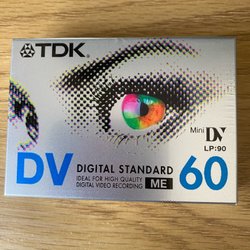 TDK
Mini DV
LP:90
DV DIGITAL STANDARD 60
IDEAL FOR HIGH QUALITY
DIGITAL VIDEO RECORDING ME